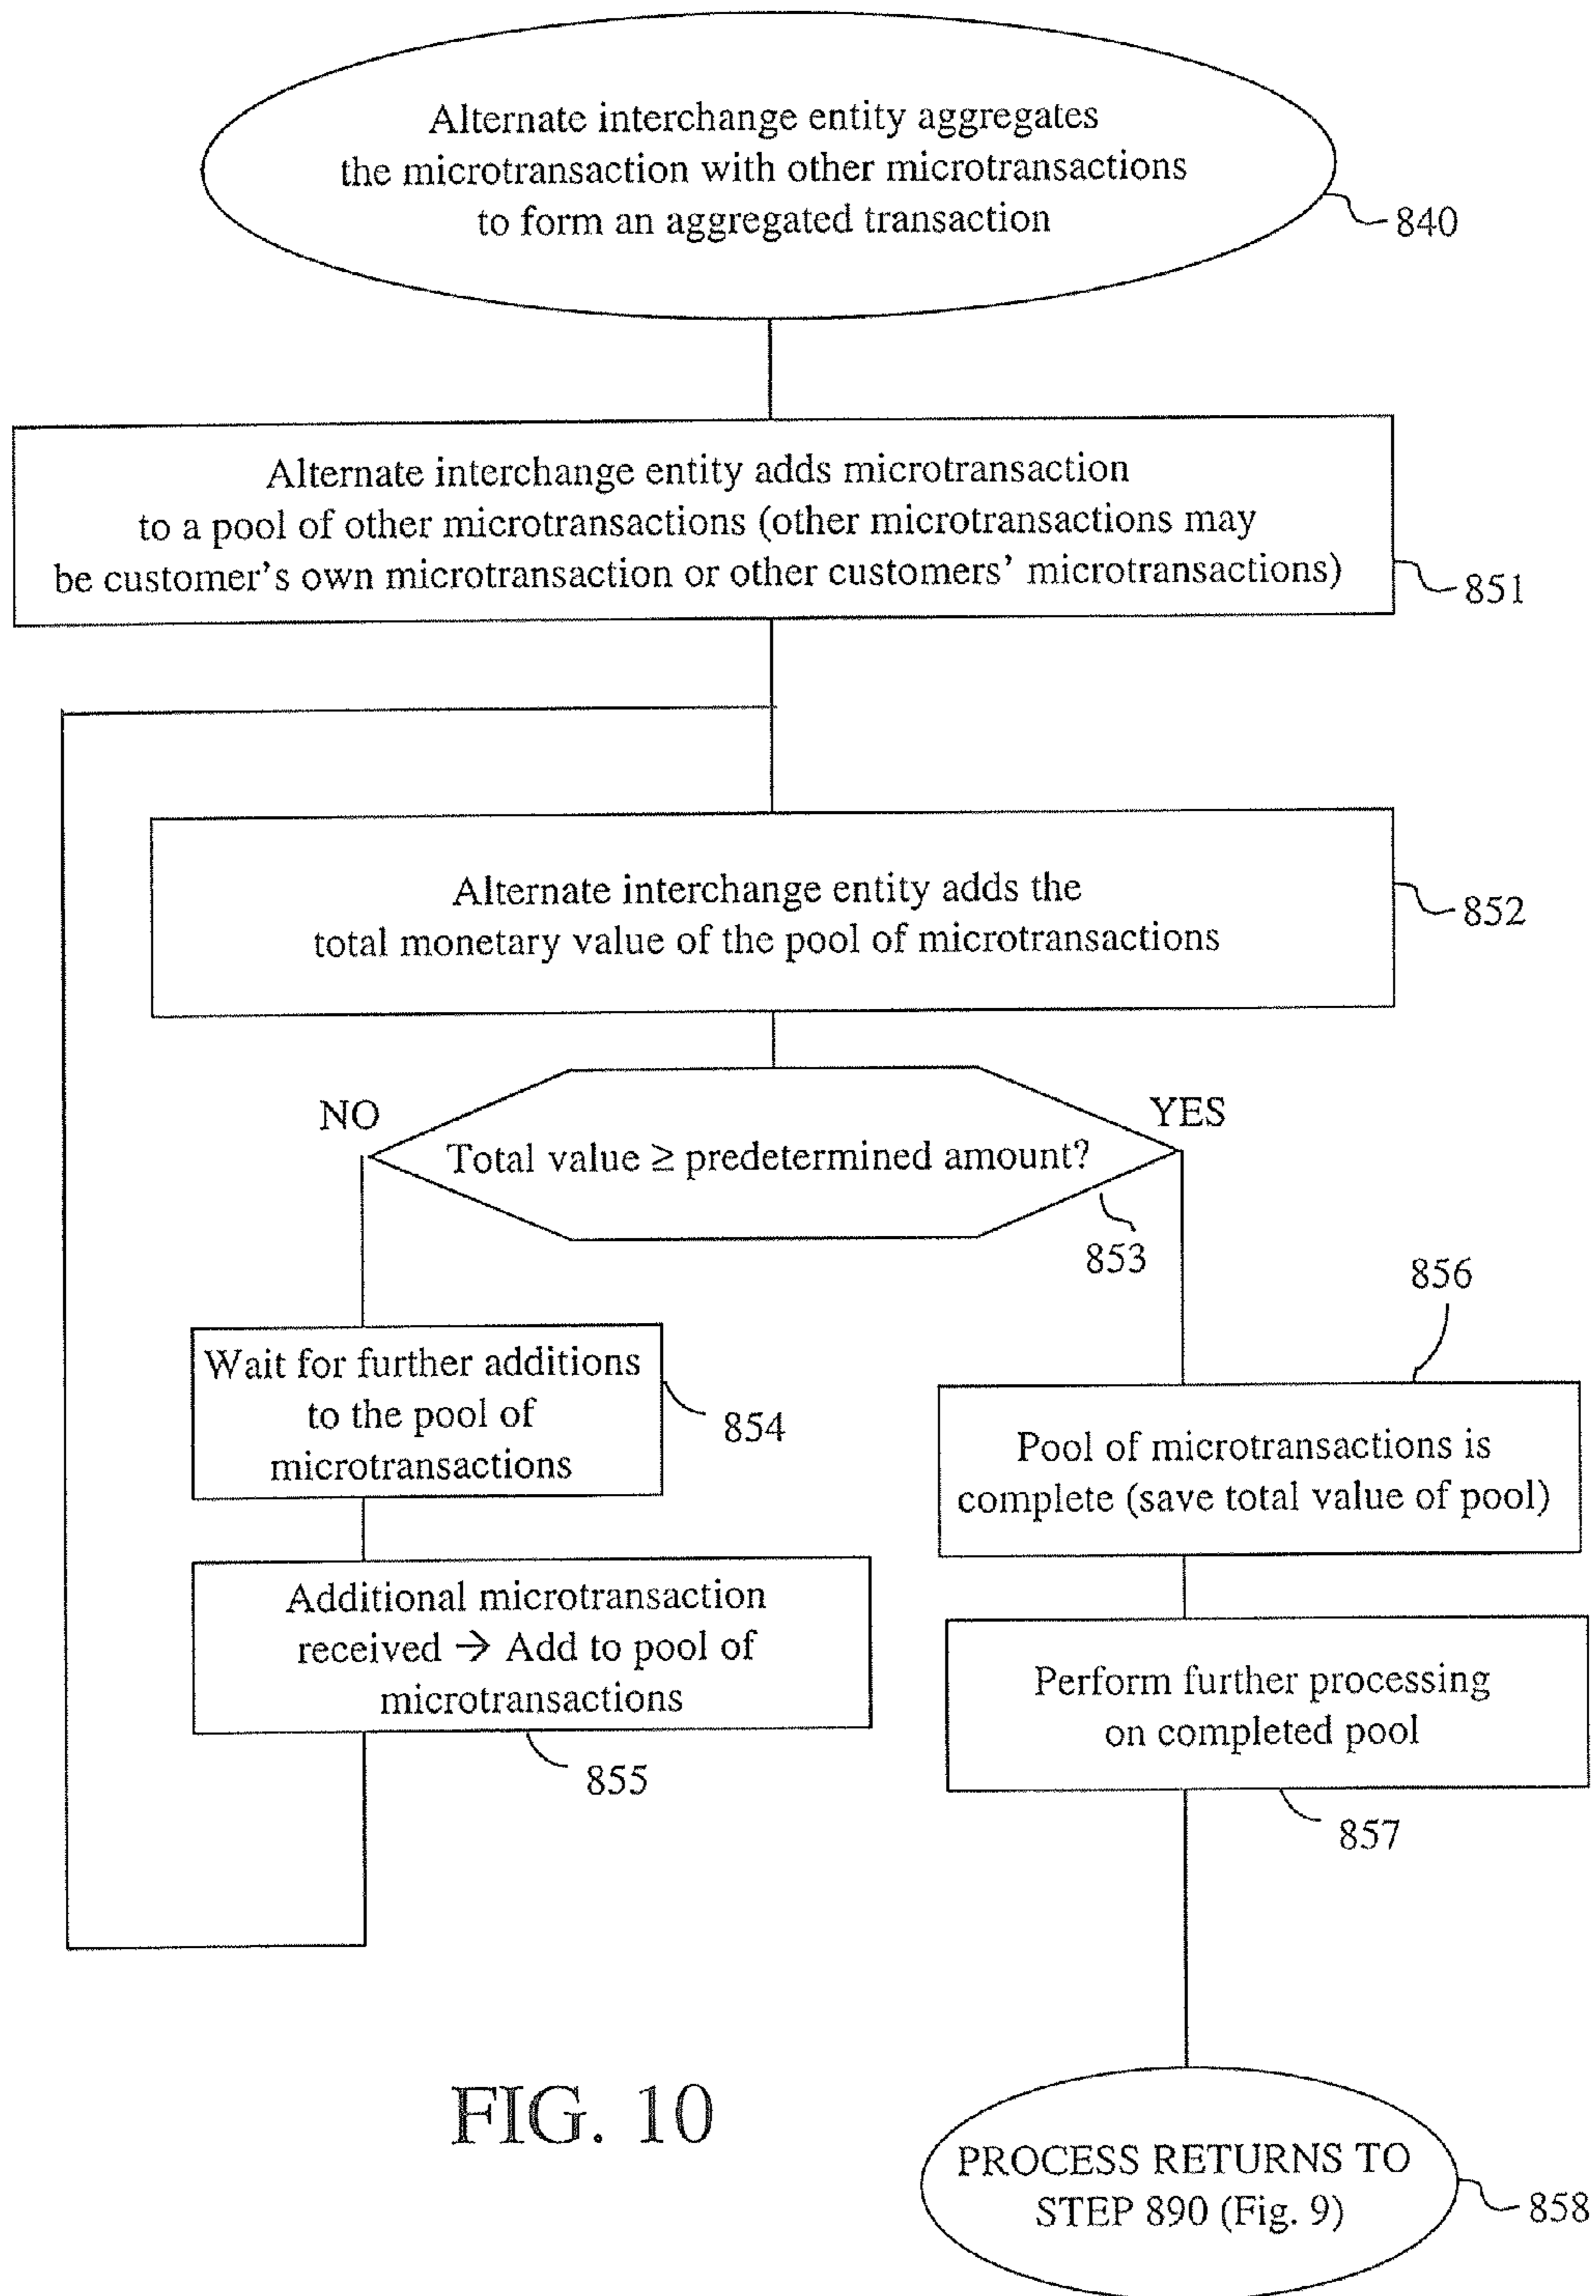 Alternate interchange entity aggregates
the microtransaction with other microtransactions
to form an aggregated transaction
840
Alternate interchange entity adds microtransaction
to a pool of other microtransactions (other microtransactions may
be customer's own microtransaction or other customers' microtransactions)
851
Alternate interchange entity adds the
total monetary value of the pool of microtransactions
852
NO
YES
Total value ≥ predetermined amount?
853
856
Wait for further additions
to the pool of
microtransactions
854
Pool of microtransactions is
complete (save total value of pool)
Additional microtransaction
received → Add to pool of
microtransactions
855
Perform further processing
on completed pool
857
FIG. 10
PROCESS RETURNS TO
STEP 890 (Fig. 9)
858